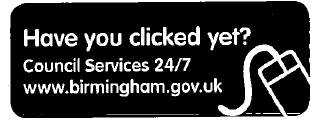 Have you clicked yet?
Council Services 24/7
www.birmingham.gov.uk